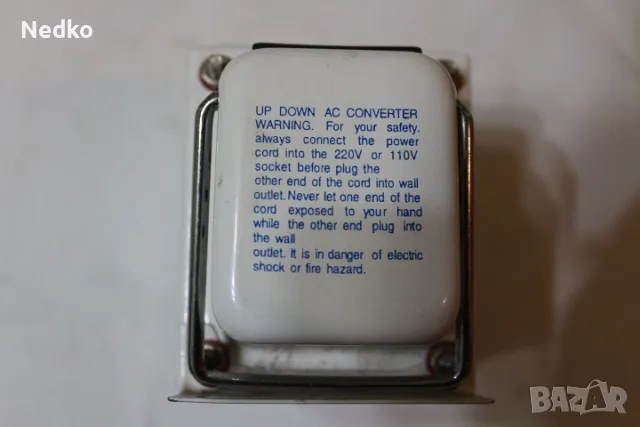 Nedko
UP DOWN AC CONVERTER
WARNING. For your safety.
always connect the power
cord into the 220V or 110V
socket before plug the
other end of the cord into wall
outlet. Never let one end of the
cord exposed to your hand
while the other end plug into
the wall
outlet. It is in danger of electric
shock or fire hazard.
BAZAR